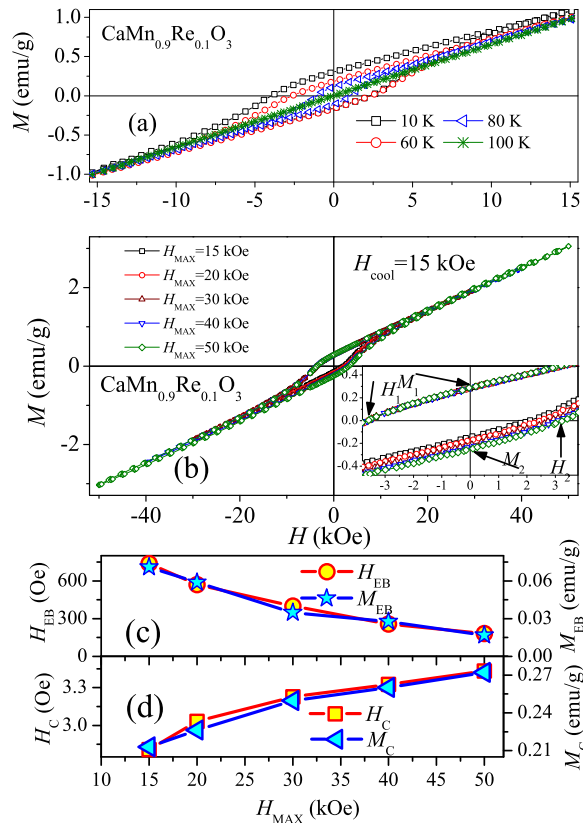 CaMn0.9Re0.1O3
M (emu/g)
1.0
0.5
0.0
-0.5
-1.0
(a)
10 K
80 K
60 K
100 K
-15
-10
-5
0
5
10
15
HMAX=15 kOe
HMAX=20 kOe
HMAX=30 kOe
HMAX=40 kOe
HMAX=50 kOe
Hcool=15 kOe
M (emu/g)
2
0
-2
CaMn0.9Re0.1O3
(b)
0.4
0.2
0.0
-0.2
-0.4
H1
M1
M2
H2
-3 -2 -1 0 1 2 3
-40
-20
0
20
40
H (kOe)
HEB (Oe)
600
300
0
HEB
MEB
(c)
0.06
0.03
0.00
MEB (emu/g)
HC (Oe)
3.3
3.0
(d)
HC
MC
0.27
0.24
0.21
MC (emu/g)
10 15 20 25 30 35 40 45 50
HMAX (kOe)